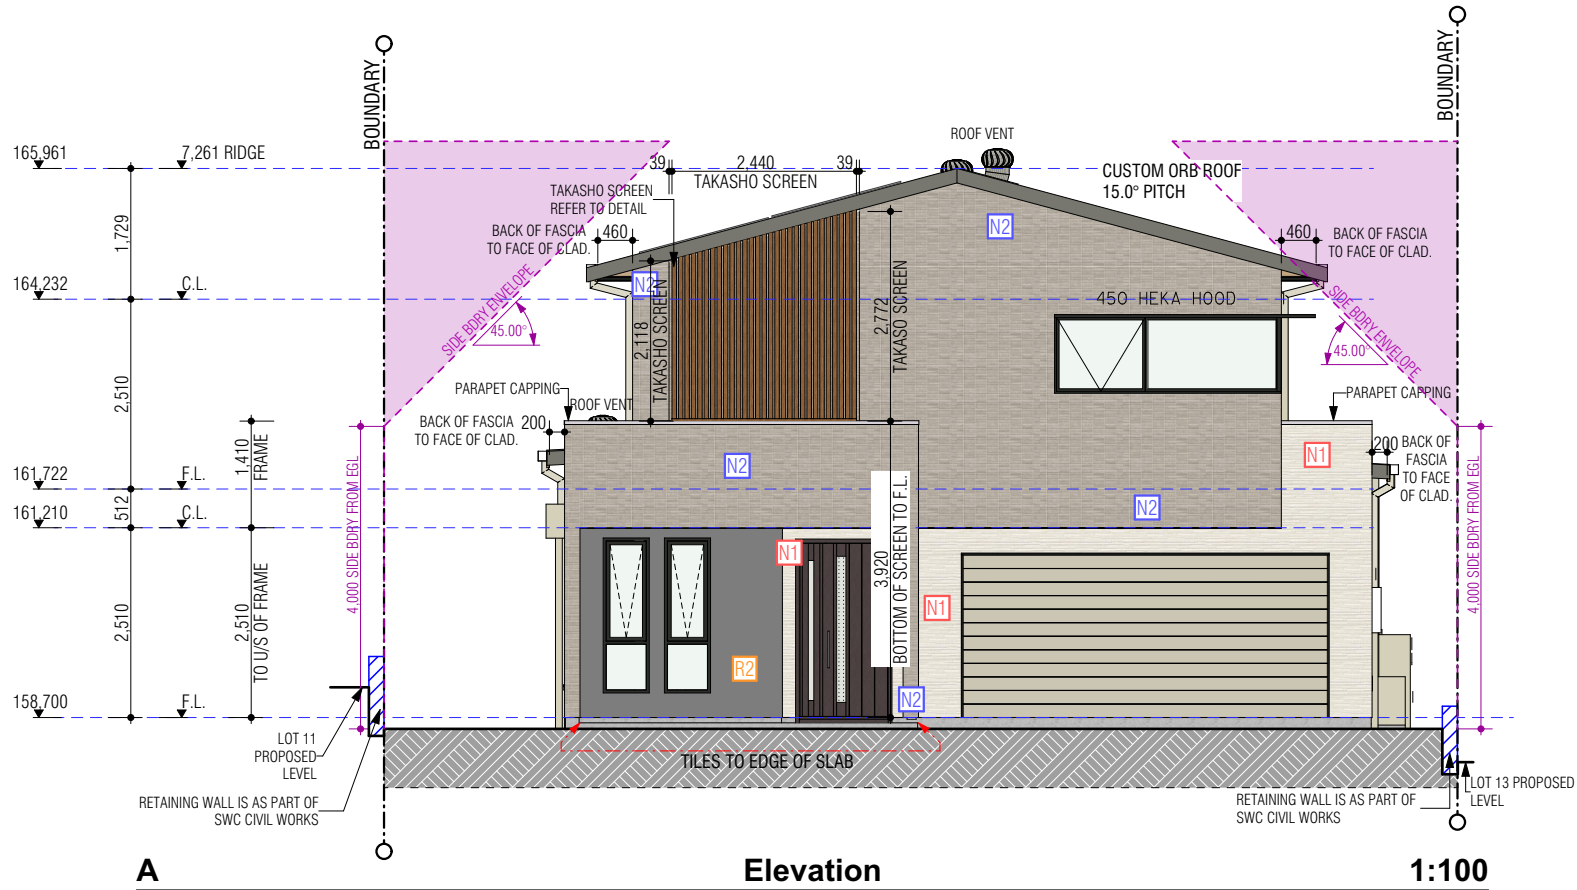 BOUNDARY
BOUNDARY
165,961
7,261 RIDGE
ROOF VENT
39
2,440
39
TAKASHO SCREEN
CUSTOM ORB ROOF
15.0° PITCH
TAKASHO SCREEN
REFER TO DETAIL
1,729
BACK OF FASCIA
TO FACE OF CLAD.
460
N2
460
BACK OF FASCIA
TO FACE OF CLAD.
164,232
C.L.
N2
450 HEKA HOOD
SIDE BDRY ENVELOPE
45.00°
2,118
TAKASHO SCREEN
2,772
TAKASO SCREEN
SIDE BDRY ENVELOPE
45.00°
2,510
PARAPET CAPPING
ROOF VENT
PARAPET CAPPING
BACK OF FASCIA
TO FACE OF CLAD.
200
1,410
FRAME
N2
N1
200
BACK OF
FASCIA
TO FACE
OF CLAD.
161,722
F.L.
512
161,210
C.L.
N2
4,000 SIDE BDRY FROM EGL
4,000 SIDE BDRY FROM EGL
N1
3,920
BOTTOM OF SCREEN TO F.L.
N1
2,510
2,510
TO U/S OF FRAME
R2
N2
158,700
F.L.
LOT 11
PROPOSED
LEVEL
TILES TO EDGE OF SLAB
RETAINING WALL IS AS PART OF
SWC CIVIL WORKS
RETAINING WALL IS AS PART OF
SWC CIVIL WORKS
LOT 13 PROPOSED
LEVEL
A
Elevation
1:100